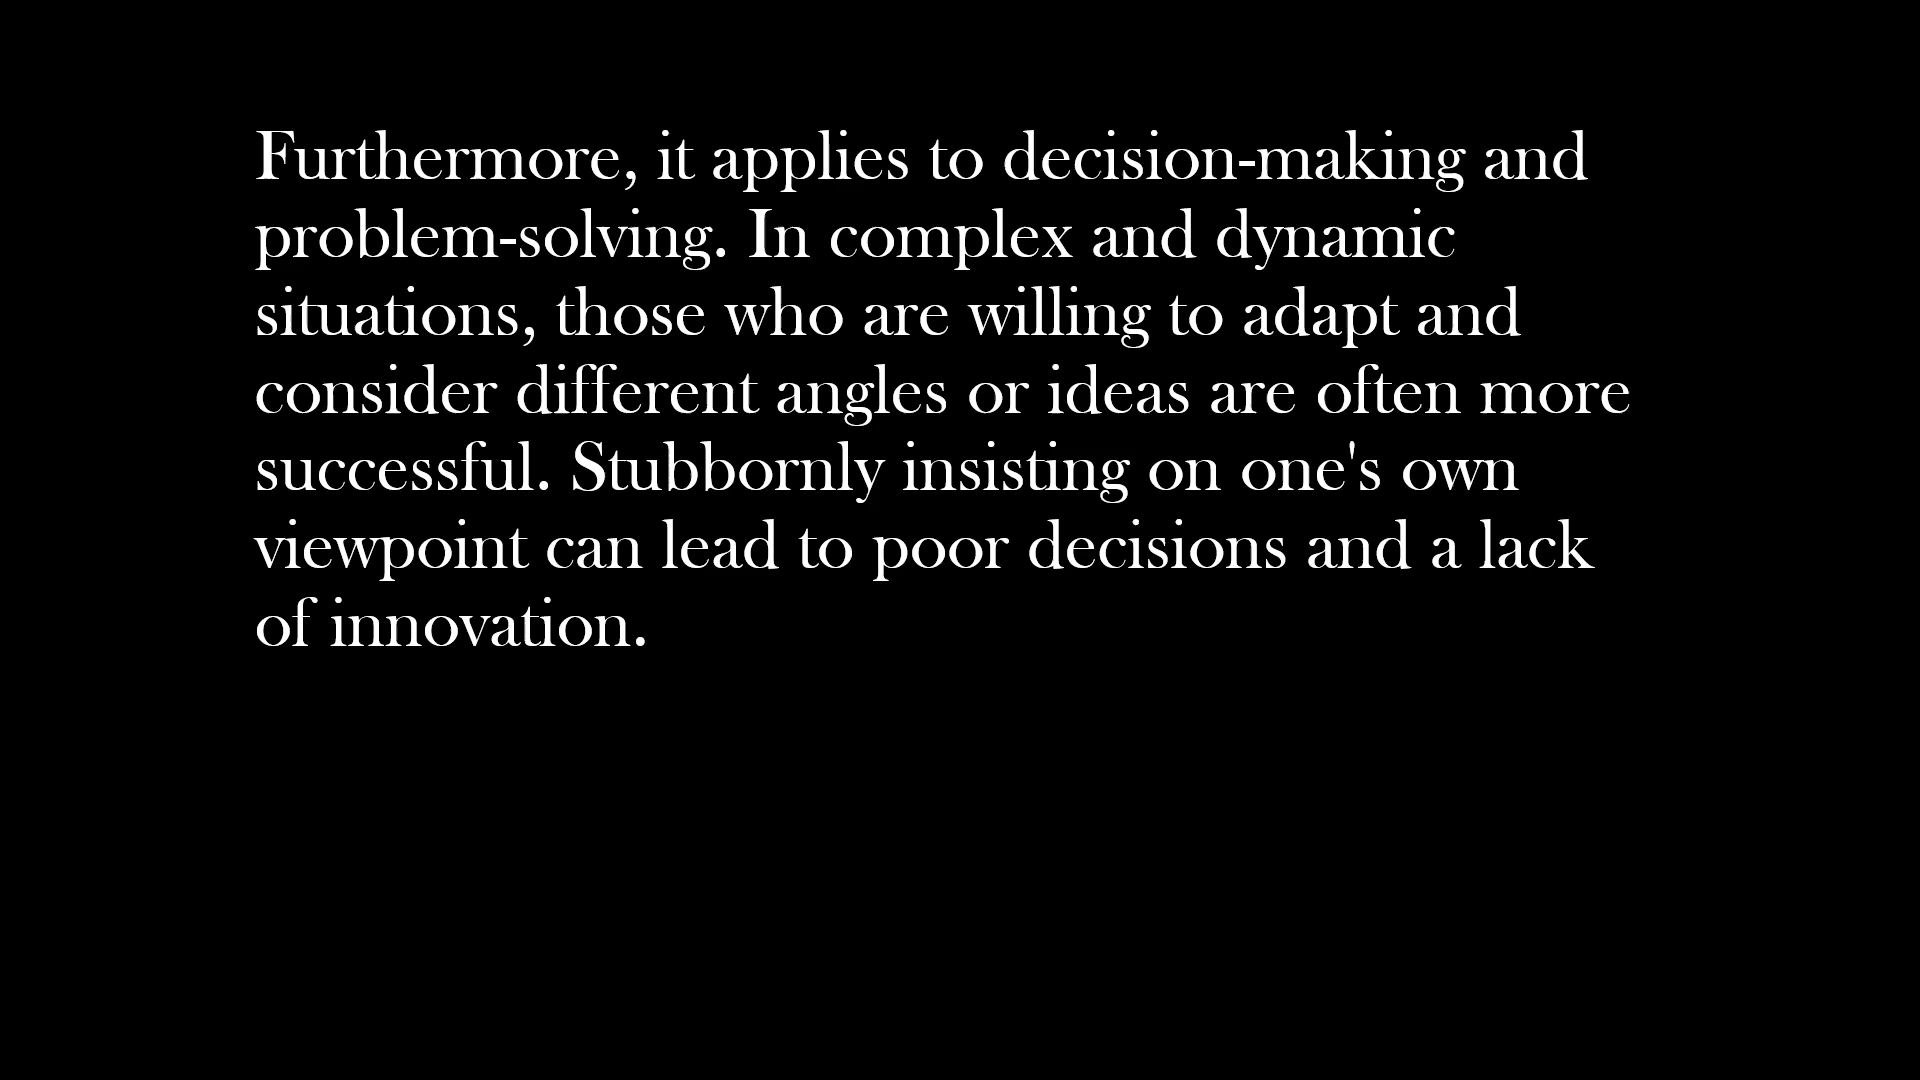 Furthermore, it applies to decision-making and
problem-solving. In complex and dynamic
situations, those who are willing to adapt and
consider different angles or ideas are often more
successful. Stubbornly insisting on one's own
viewpoint can lead to poor decisions and a lack
of innovation.